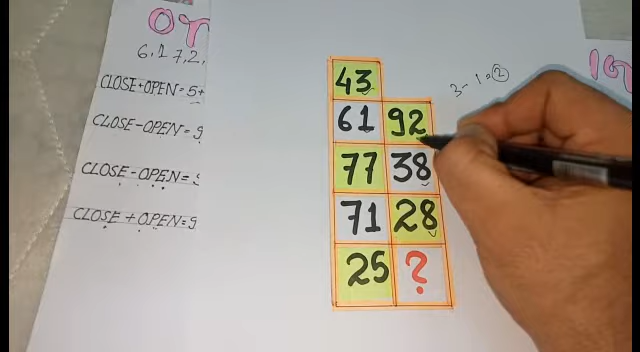 6,1 7,2,
CLOSE+OPEN=5+
CLOSE-OPEN=9
CLOSE-OPEN=
CLOSE+OPEN=9
43
3-1=2
61 92
77 38
71 28
25 ?